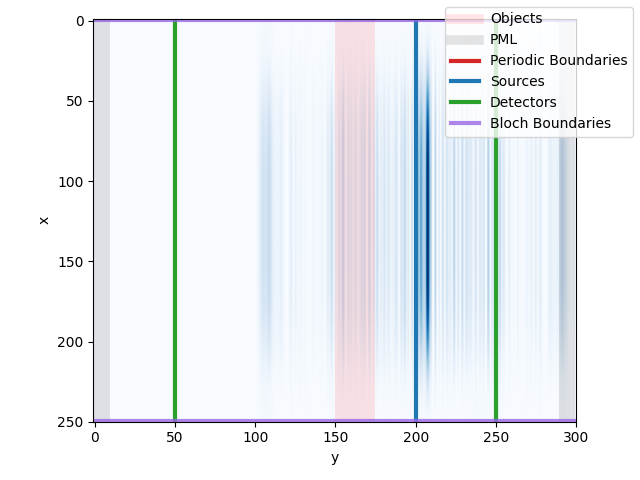 Objects
PML
Periodic Boundaries
Sources
Detectors
Bloch Boundaries
0
50
100
150
200
250
x
0 50 100 150 200 250 300
y